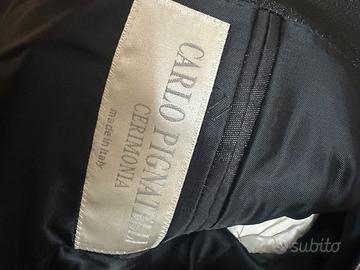 CARLO PIGNATELLI
CERIMONIA
made in Italy
subito